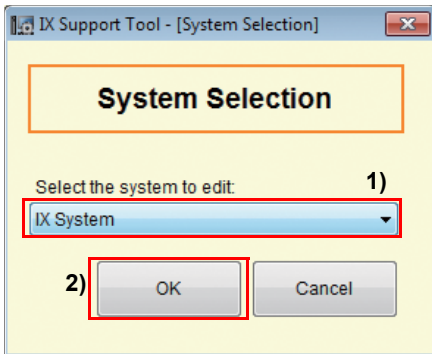 IX Support Tool - [System Selection]
System Selection
Select the system to edit:
1)
IX System
2)
OK
Cancel